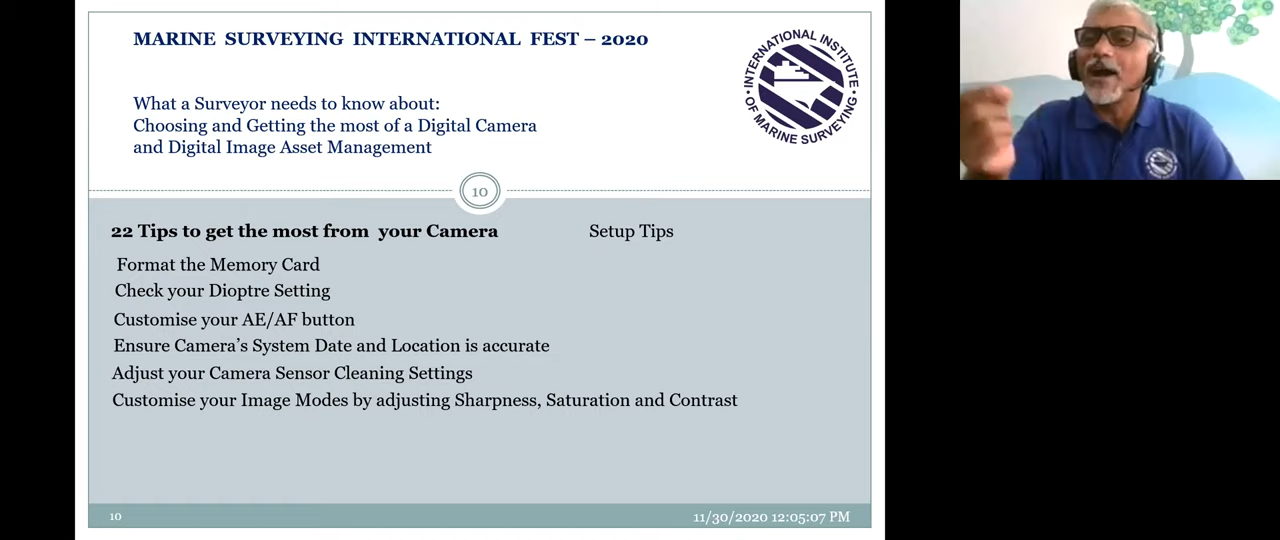 MARINE SURVEYING INTERNATIONAL FEST – 2020
INTERNATIONAL INSTITUTE
• OF MARINE SURVEYING •
What a Surveyor needs to know about:
Choosing and Getting the most of a Digital Camera
and Digital Image Asset Management
10
22 Tips to get the most from your Camera
Setup Tips
Format the Memory Card
Check your Dioptre Setting
Customise your AE/AF button
Ensure Camera's System Date and Location is accurate
Adjust your Camera Sensor Cleaning Settings
Customise your Image Modes by adjusting Sharpness, Saturation and Contrast
10
11/30/2020 12:05:07 PM